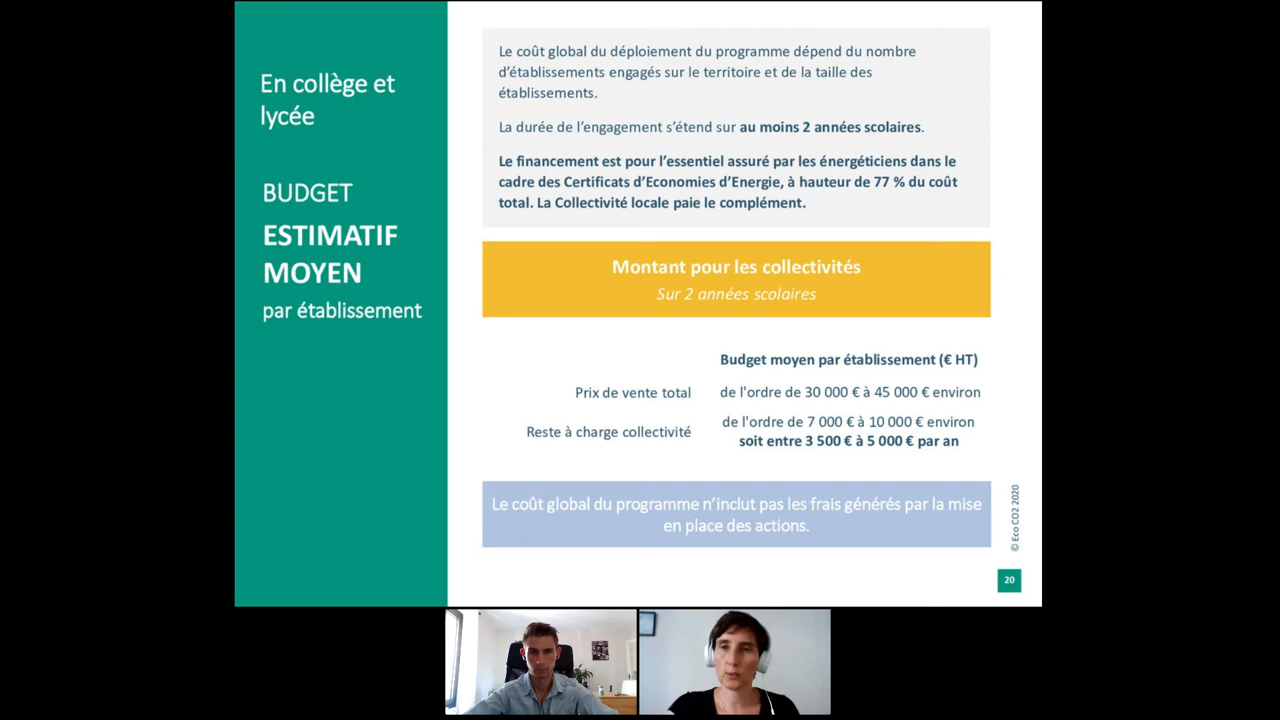 En collège et
lycée
BUDGET
ESTIMATIF
MOYEN
par établissement
Le coût global du déploiement du programme dépend du nombre
d'établissements engagés sur le territoire et de la taille des
établissements.
La durée de l'engagement s'étend sur au moins 2 années scolaires.
Le financement est pour l'essentiel assuré par les énergéticiens dans le
cadre des Certificats d'Economies d'Energie, à hauteur de 77 % du coût
total. La Collectivité locale paie le complément.
Montant pour les collectivités
Sur 2 années scolaires
Budget moyen par établissement (€ HT)
Prix de vente total de l'ordre de 30 000 € à 45 000 € environ
Reste à charge collectivité de l'ordre de 7 000 € à 10 000 € environ
soit entre 3 500 € à 5 000 € par an
Le coût global du programme n'inclut pas les frais générés par la mise
en place des actions.
© Eco CO2 2020
20